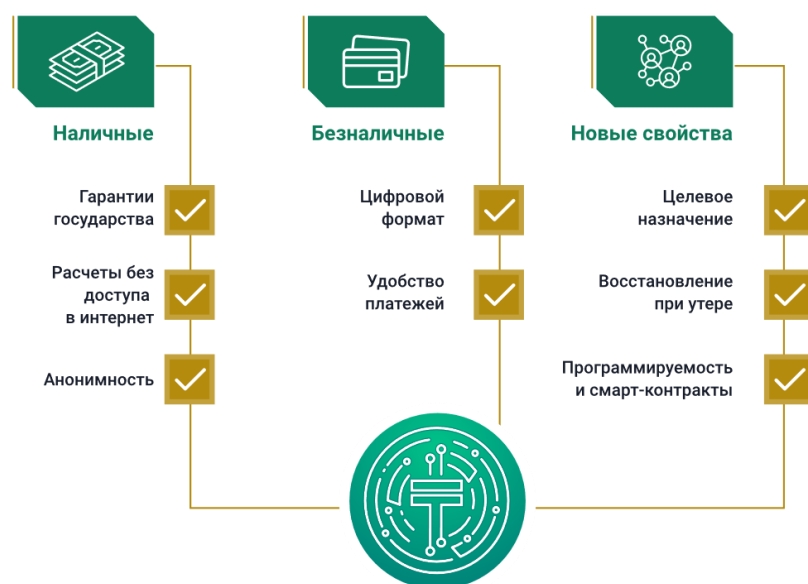 Наличные
Гарантии
государства
Расчеты без
доступа
в интернет
Анонимность
Безналичные
Цифровой
формат
Удобство
платежей
Новые свойства
Целевое
назначение
Восстановление
при утере
Программируемость
и смарт-контракты